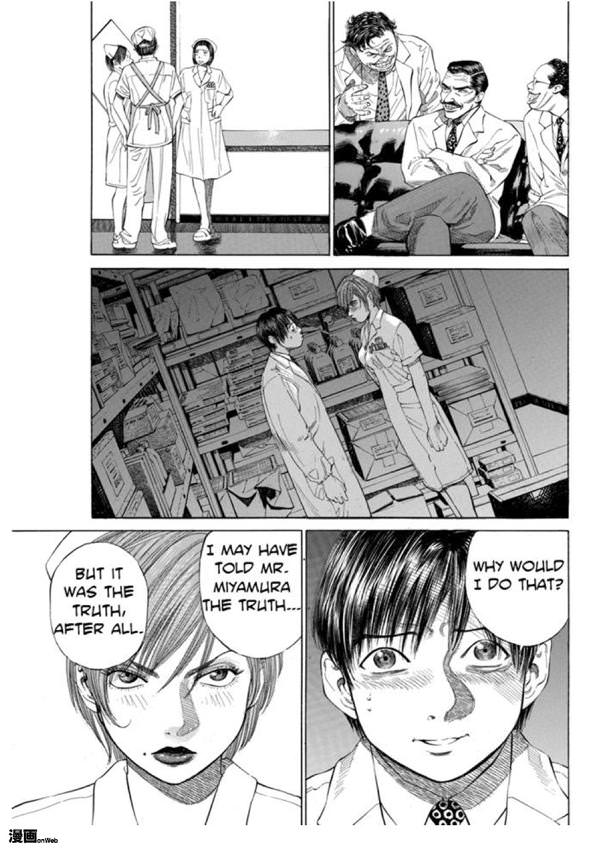 WHY WOULD
I DO THAT?
I MAY HAVE
TOLD MR.
MIYAMURA
THE TRUTH...
BUT IT
WAS THE
TRUTH,
AFTER ALL.
漫画onWeb